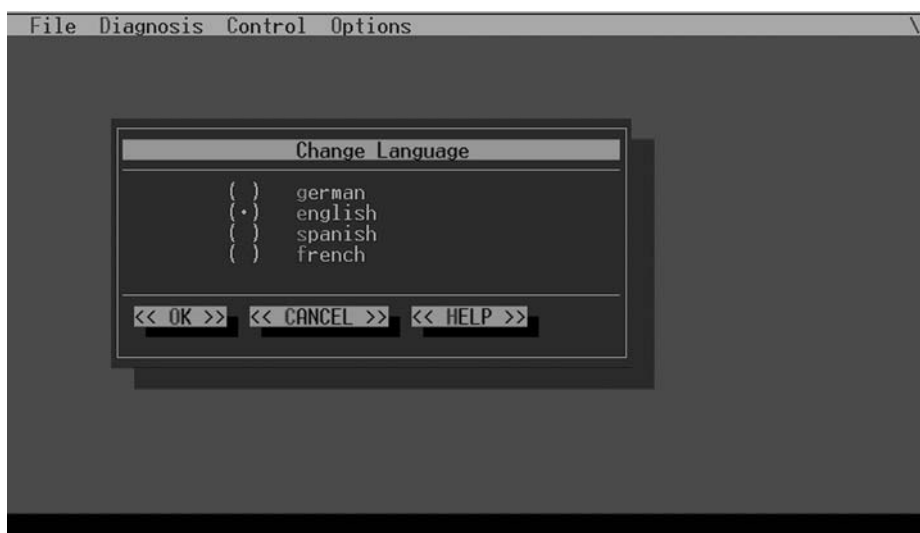 File Diagnosis Control Options \
Change Language
( ) german
(·) english
( ) spanish
( ) french
<< OK >> << CANCEL >> << HELP >>